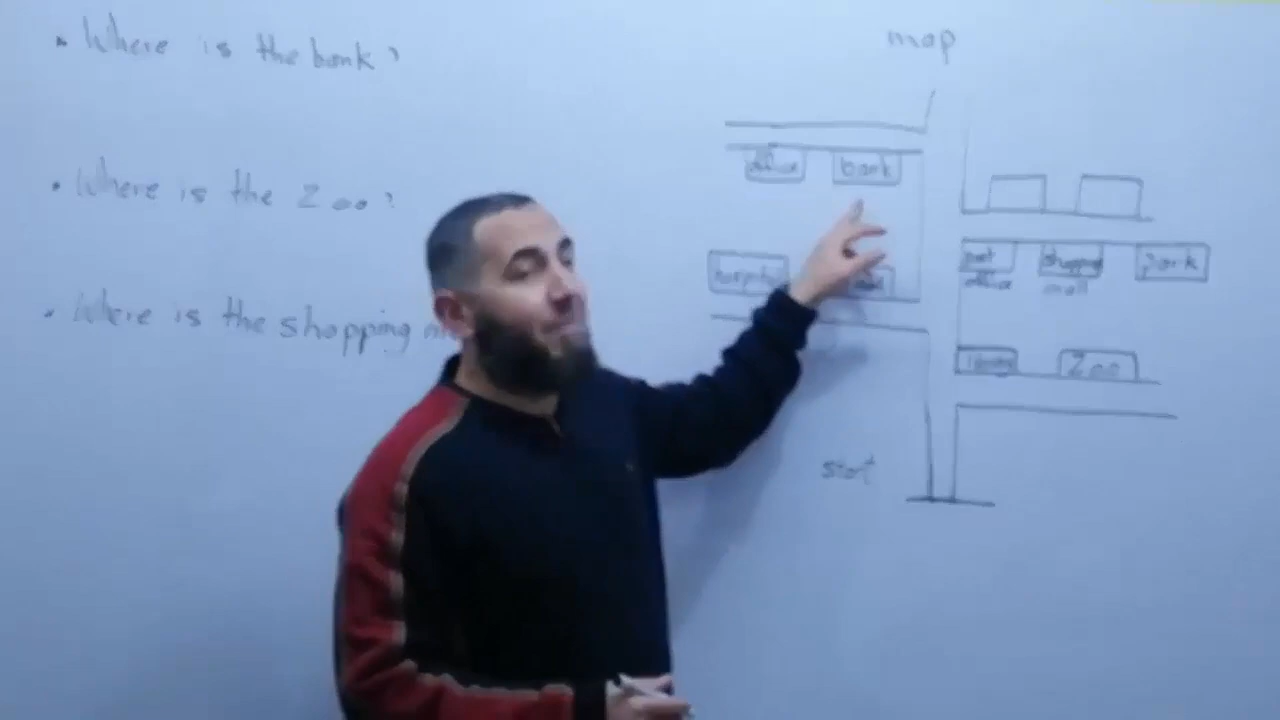 • Where is the bank?
• Where is the Zoo?
• Where is the shopping
map
office
bank
hospital
post
office
shopping
mall
park
Zoo
start